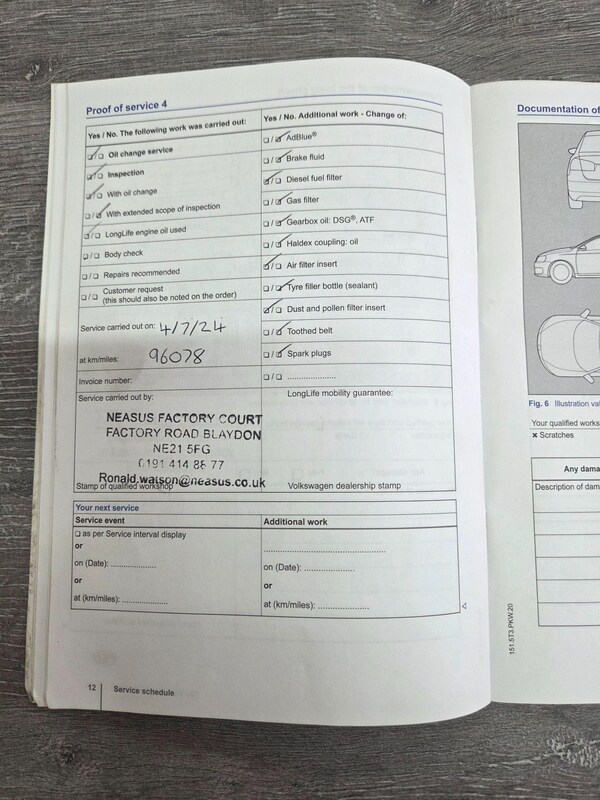 Proof of service 4
Yes / No. The following work was carried out:
Oil change service
Inspection
With oil change
With extended scope of inspection
LongLife engine oil used
Body check
Repairs recommended
Customer request
(this should also be noted on the order)
Service carried out on: 4/7/24
at km/miles: 96078
Invoice number:
Yes / No. Additional work - Change of:
AdBlue®
Brake fluid
Diesel fuel filter
Gas filter
Gearbox oil: DSG®, ATF
Haldex coupling: oil
Air filter insert
Tyre filler bottle (sealant)
Dust and pollen filter insert
Toothed belt
Spark plugs
Service carried out by:
NEASUS FACTORY COURT
FACTORY ROAD BLAYDON
NE21 5FG
0191 414 88 77
Ronald.watson@neasus.co.uk
Stamp of qualified workshop
LongLife mobility guarantee:
Volkswagen dealership stamp
Your next service
Service event
as per Service interval display
or
on (Date): ....................
or
at (km/miles): ....................
Additional work
on (Date): ....................
or
at (km/miles): ....................
12 Service schedule
Documentation of
Fig. 6 Illustration
Your qualified
Scratches
Any
Description of
151.5T3.PKW.20